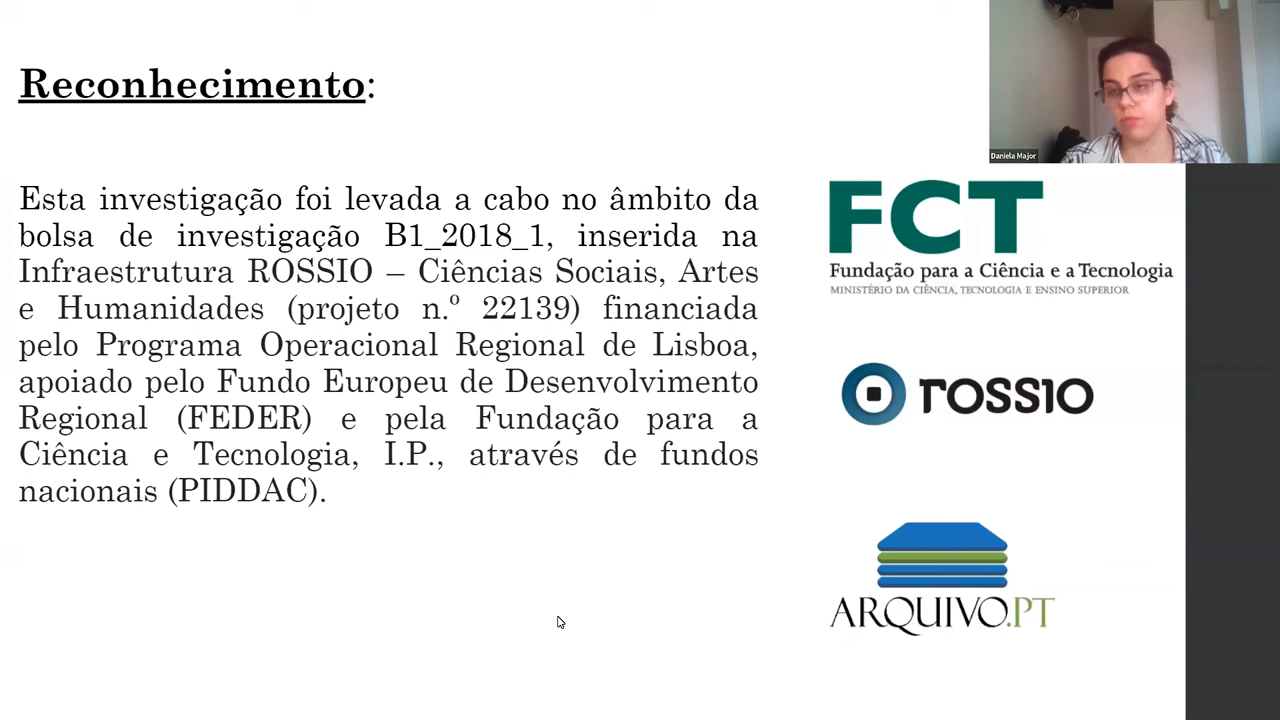 Reconhecimento:
Daniela Major
Esta investigação foi levada a cabo no âmbito da
bolsa de investigação B1_2018_1, inserida na
Infraestrutura ROSSIO – Ciências Sociais, Artes
e Humanidades (projeto n.º 22139) financiada
pelo Programa Operacional Regional de Lisboa,
apoiado pelo Fundo Europeu de Desenvolvimento
Regional (FEDER) e pela Fundação para a
Ciência e Tecnologia, I.P., através de fundos
nacionais (PIDDAC).
FCT
Fundação para a Ciência e a Tecnologia
MINISTÉRIO DA CIÊNCIA, TECNOLOGIA E ENSINO SUPERIOR
rossio
ARQUIVO.PT